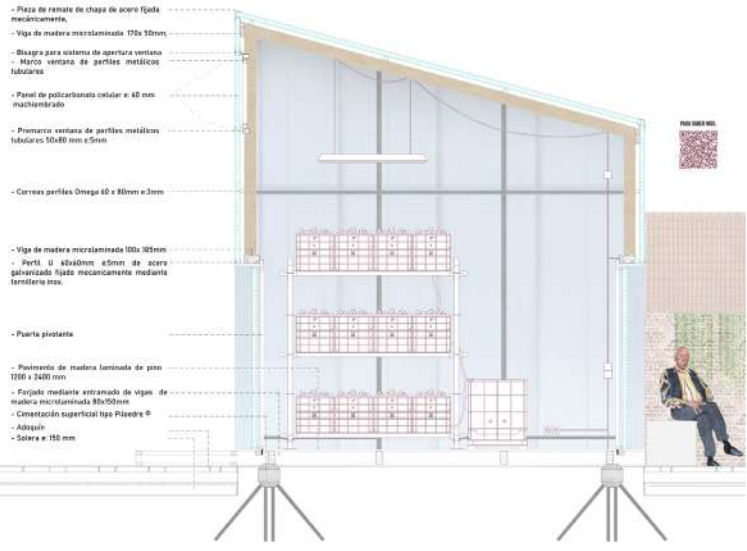 - Pieza de remate de chapa de acero fijada
mecánicamente,
- Viga de madera microlaminada 170x 50mm,
- Bisagra para sistema de apertura ventana
- Marco ventana de perfiles metálicos
tubulares
- Panel de policarbonato celular e: 60 mm
machiembrado
- Premarco ventana de perfiles metálicos
tubulares 50x80 mm e:5mm
- Correas perfiles Omega 60 x 80mm e:3mm
- Viga de madera microlaminada 100x 185mm
- Perfil U 60x60mm e:5mm de acero
galvanizado fijado mecanicamente mediante
tornilleria inox.
- Puerta pivotante
- Pavimento de madera laminada de pino
1200 x 2400 mm
- Forjado mediante entramado de vigas de
madera microlaminada 80x150mm
- Cimentación superficial tipo Piloedre ©
- Adoquín
- Solera e: 150 mm
PARA SABER MÁS: